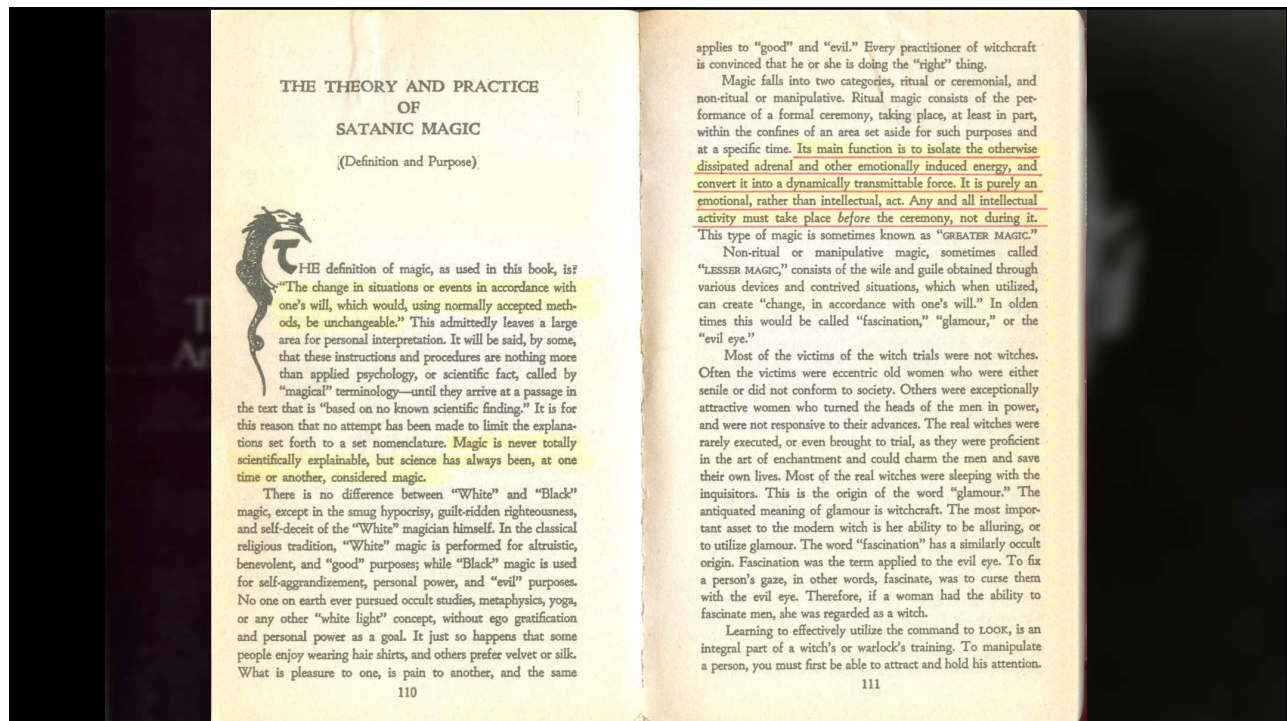 THE THEORY AND PRACTICE
OF
SATANIC MAGIC
(Definition and Purpose)
THE definition of magic, as used in this book, is:
"The change in situations or events in accordance with
one's will, which would, using normally accepted meth-
ods, be unchangeable." This admittedly leaves a large
area for personal interpretation. It will be said, by some,
that these instructions and procedures are nothing more
than applied psychology, or scientific fact, called by
"magical" terminology—until they arrive at a passage in
the text that is "based on no known scientific finding." It is for
this reason that no attempt has been made to limit the explana-
tions set forth to a set nomenclature. Magic is never totally
scientifically explainable, but science has always been, at one
time or another, considered magic.
There is no difference between "White" and "Black"
magic, except in the smug hypocrisy, guilt-ridden righteousness,
and self-deceit of the "White" magician himself. In the classical
religious tradition, "White" magic is performed for altruistic,
benevolent, and "good" purposes; while "Black" magic is used
for self-aggrandizement, personal power, and "evil" purposes.
No one on earth ever pursued occult studies, metaphysics, yoga,
or any other "white light" concept, without ego gratification
and personal power as a goal. It just so happens that some
people enjoy wearing hair shirts, and others prefer velvet or silk.
What is pleasure to one, is pain to another, and the same
110
applies to "good" and "evil." Every practitioner of witchcraft
is convinced that he or she is doing the "right" thing.
Magic falls into two categories, ritual or ceremonial, and
non-ritual or manipulative. Ritual magic consists of the per-
formance of a formal ceremony, taking place, at least in part,
within the confines of an area set aside for such purposes and
at a specific time. Its main function is to isolate the otherwise
dissipated adrenal and other emotionally induced energy, and
convert it into a dynamically transmittable force. It is purely an
emotional, rather than intellectual, act. Any and all intellectual
activity must take place before the ceremony, not during it.
This type of magic is sometimes known as "GREATER MAGIC."
Non-ritual or manipulative magic, sometimes called
"LESSER MAGIC," consists of the wile and guile obtained through
various devices and contrived situations, which when utilized,
can create "change, in accordance with one's will." In olden
times this would be called "fascination," "glamour," or the
"evil eye."
Most of the victims of the witch trials were not witches.
Often the victims were eccentric old women who were either
senile or did not conform to society. Others were exceptionally
attractive women who turned the heads of the men in power,
and were not responsive to their advances. The real witches were
rarely executed, or even brought to trial, as they were proficient
in the art of enchantment and could charm the men and save
their own lives. Most of the real witches were sleeping with the
inquisitors. This is the origin of the word "glamour." The
antiquated meaning of glamour is witchcraft. The most impor-
tant asset to the modern witch is her ability to be alluring, or
to utilize glamour. The word "fascination" has a similarly occult
origin. Fascination was the term applied to the evil eye. To fix
a person's gaze, in other words, fascinate, was to curse them
with the evil eye. Therefore, if a woman had the ability to
fascinate men, she was regarded as a witch.
Learning to effectively utilize the command to LOOK, is an
integral part of a witch's or warlock's training. To manipulate
a person, you must first be able to attract and hold his attention.
111